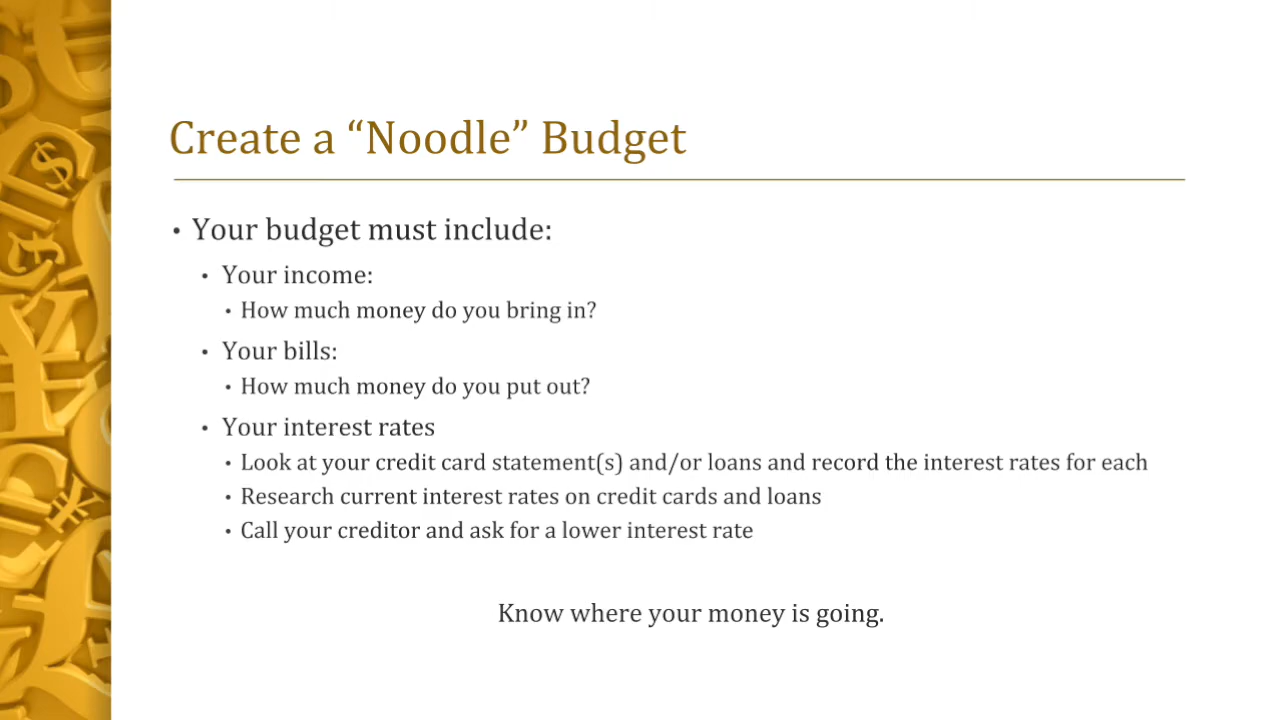 Create a “Noodle” Budget
• Your budget must include:
• Your income:
• How much money do you bring in?
• Your bills:
• How much money do you put out?
• Your interest rates
• Look at your credit card statement(s) and/or loans and record the interest rates for each
• Research current interest rates on credit cards and loans
• Call your creditor and ask for a lower interest rate
Know where your money is going.